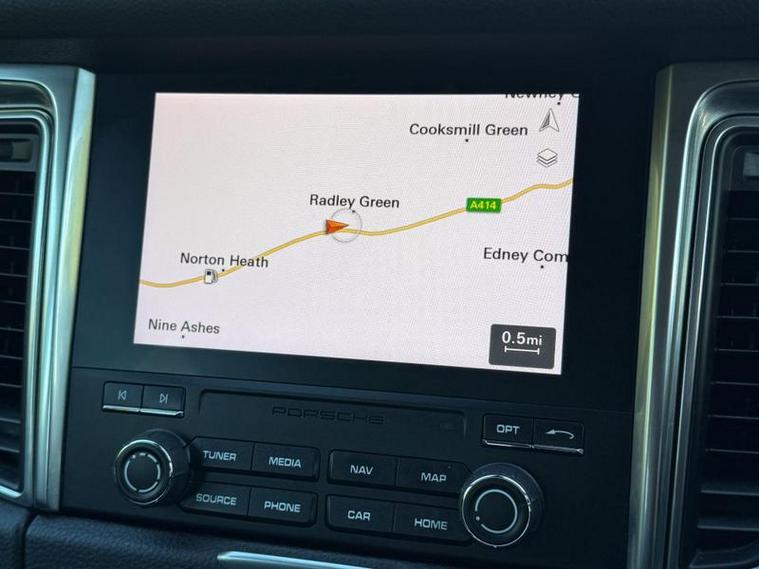 Newney
Cooksmill Green
Radley Green
A414
Norton Heath
Edney Com
Nine Ashes
0.5mi
PORSCHE
OPT
TUNER
MEDIA
NAV
MAP
SOURCE
PHONE
CAR
HOME